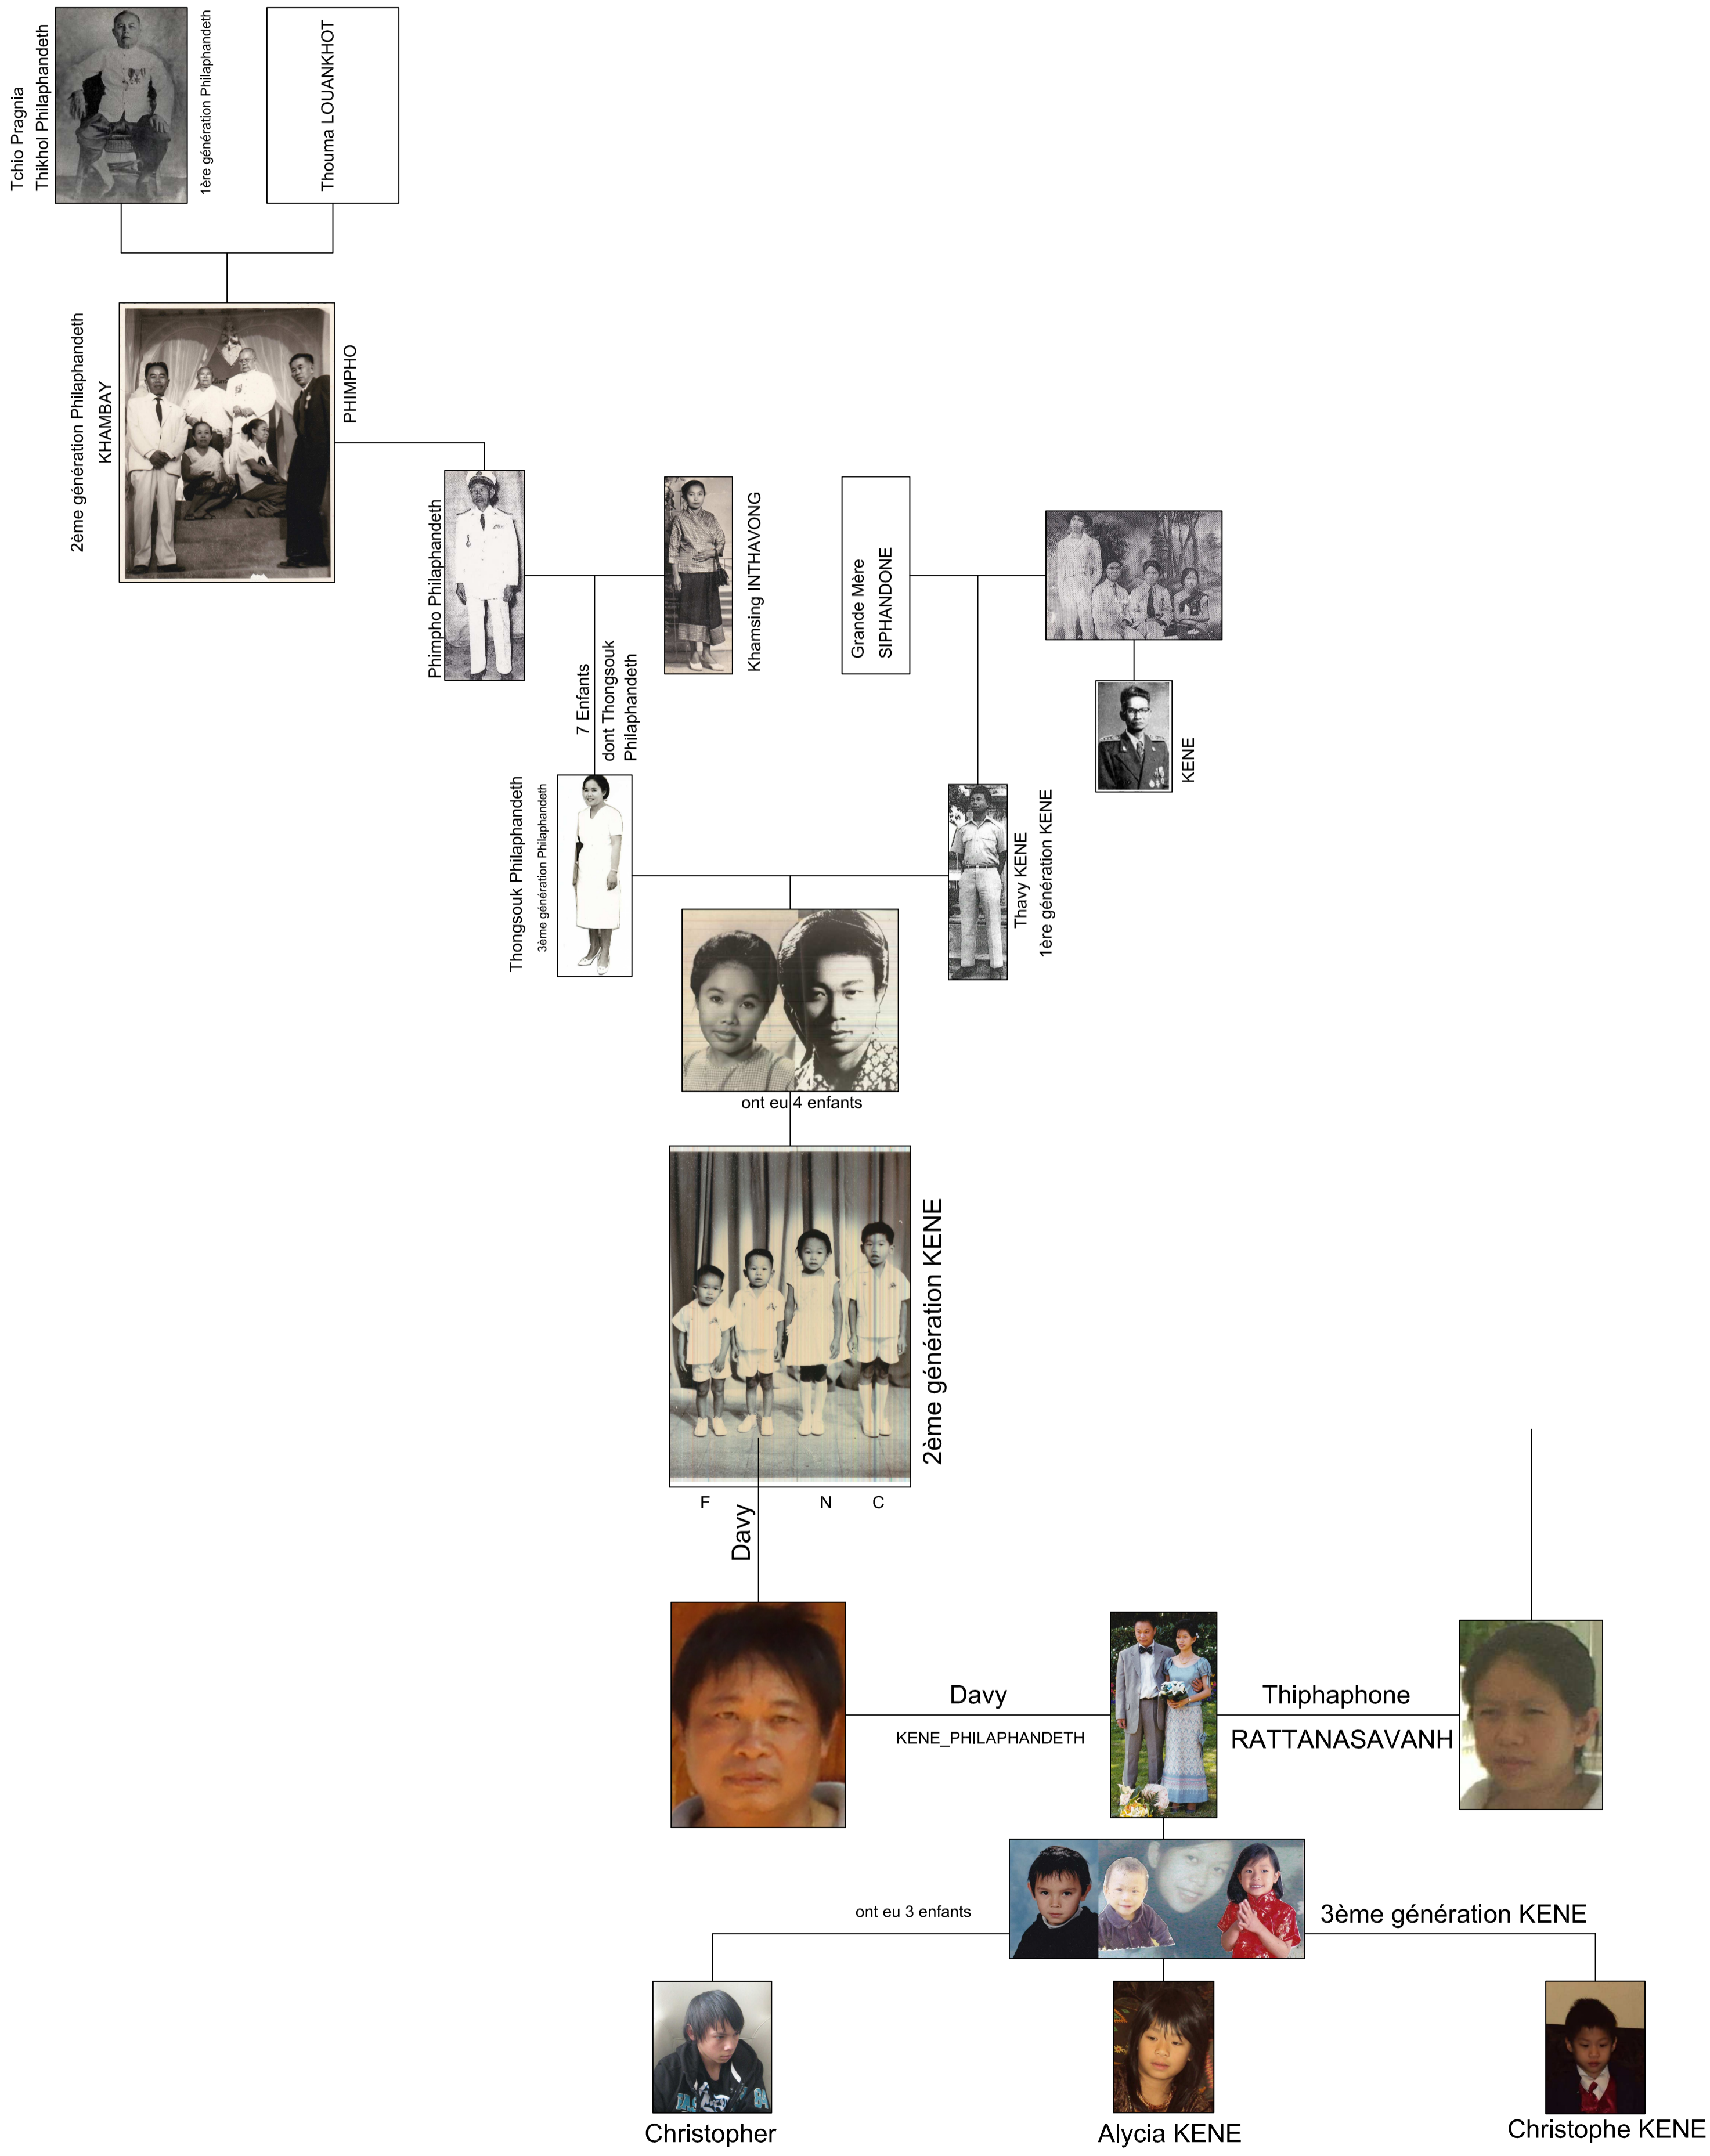 Tchio Pragnia
Thikhol Philaphandeth
1ère génération Philaphandeth
Thouma LOUANKHOT
2ème génération Philaphandeth
KHAMBAY
PHIMPHO
Phimpho Philaphandeth
Khamsing INTHAVONG
Grande Mère
SIPHANDONE
7 Enfants
dont Thongsouk
Philaphandeth
KENE
Thongsouk Philaphandeth
3ème génération Philaphandeth
Thavy KENE
1ère génération KENE
ont eu 4 enfants
2ème génération KENE
F
N
C
Davy
Davy
KENE_PHILAPHANDETH
Thiphaphone
RATTANASAVANH
ont eu 3 enfants
3ème génération KENE
Christopher
Alycia KENE
Christophe KENE